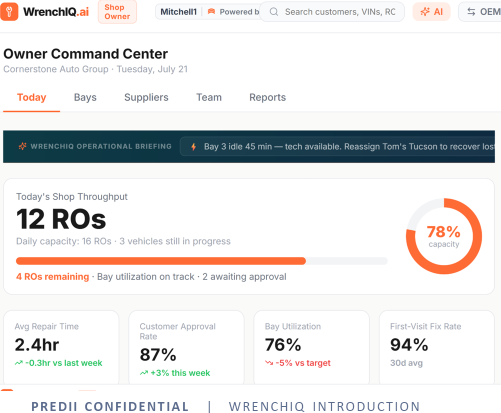 WrenchIQ.ai
Shop Owner
Mitchell1
Powered b
Search customers, VINs, RO
AI
OEM
Owner Command Center
Cornerstone Auto Group · Tuesday, July 21
Today Bays Suppliers Team Reports
WRENCHIQ OPERATIONAL BRIEFING
Bay 3 idle 45 min — tech available. Reassign Tom's Tucson to recover lost
Today's Shop Throughput
12 ROs
Daily capacity: 16 ROs · 3 vehicles still in progress
4 ROs remaining · Bay utilization on track · 2 awaiting approval
78%
capacity
Avg Repair Time
2.4hr
-0.3hr vs last week
Customer Approval
Rate
87%
+3% this week
Bay Utilization
76%
-5% vs target
First-Visit Fix Rate
94%
30d avg
PREDII CONFIDENTIAL | WRENCHIQ INTRODUCTION